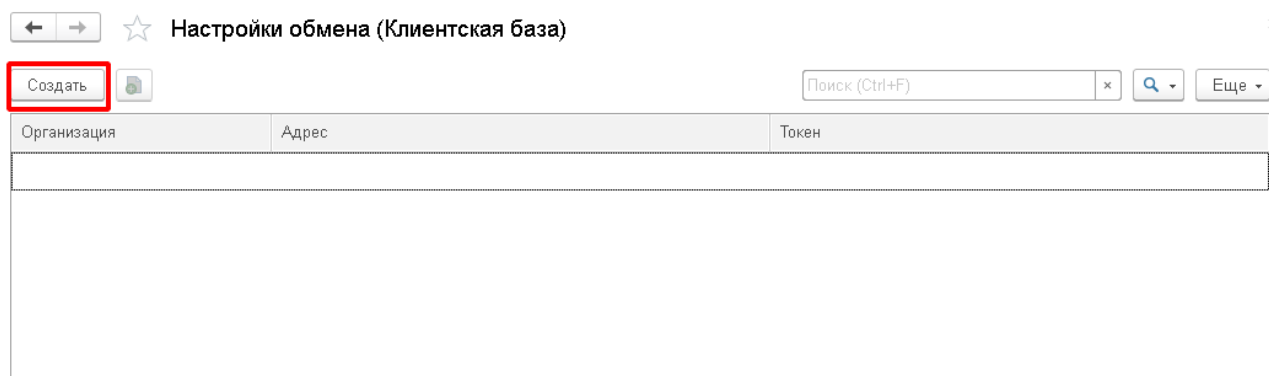 Настройки обмена (Клиентская база)
Создать Поиск (Ctrl+F) × Еще
Организация Адрес Токен